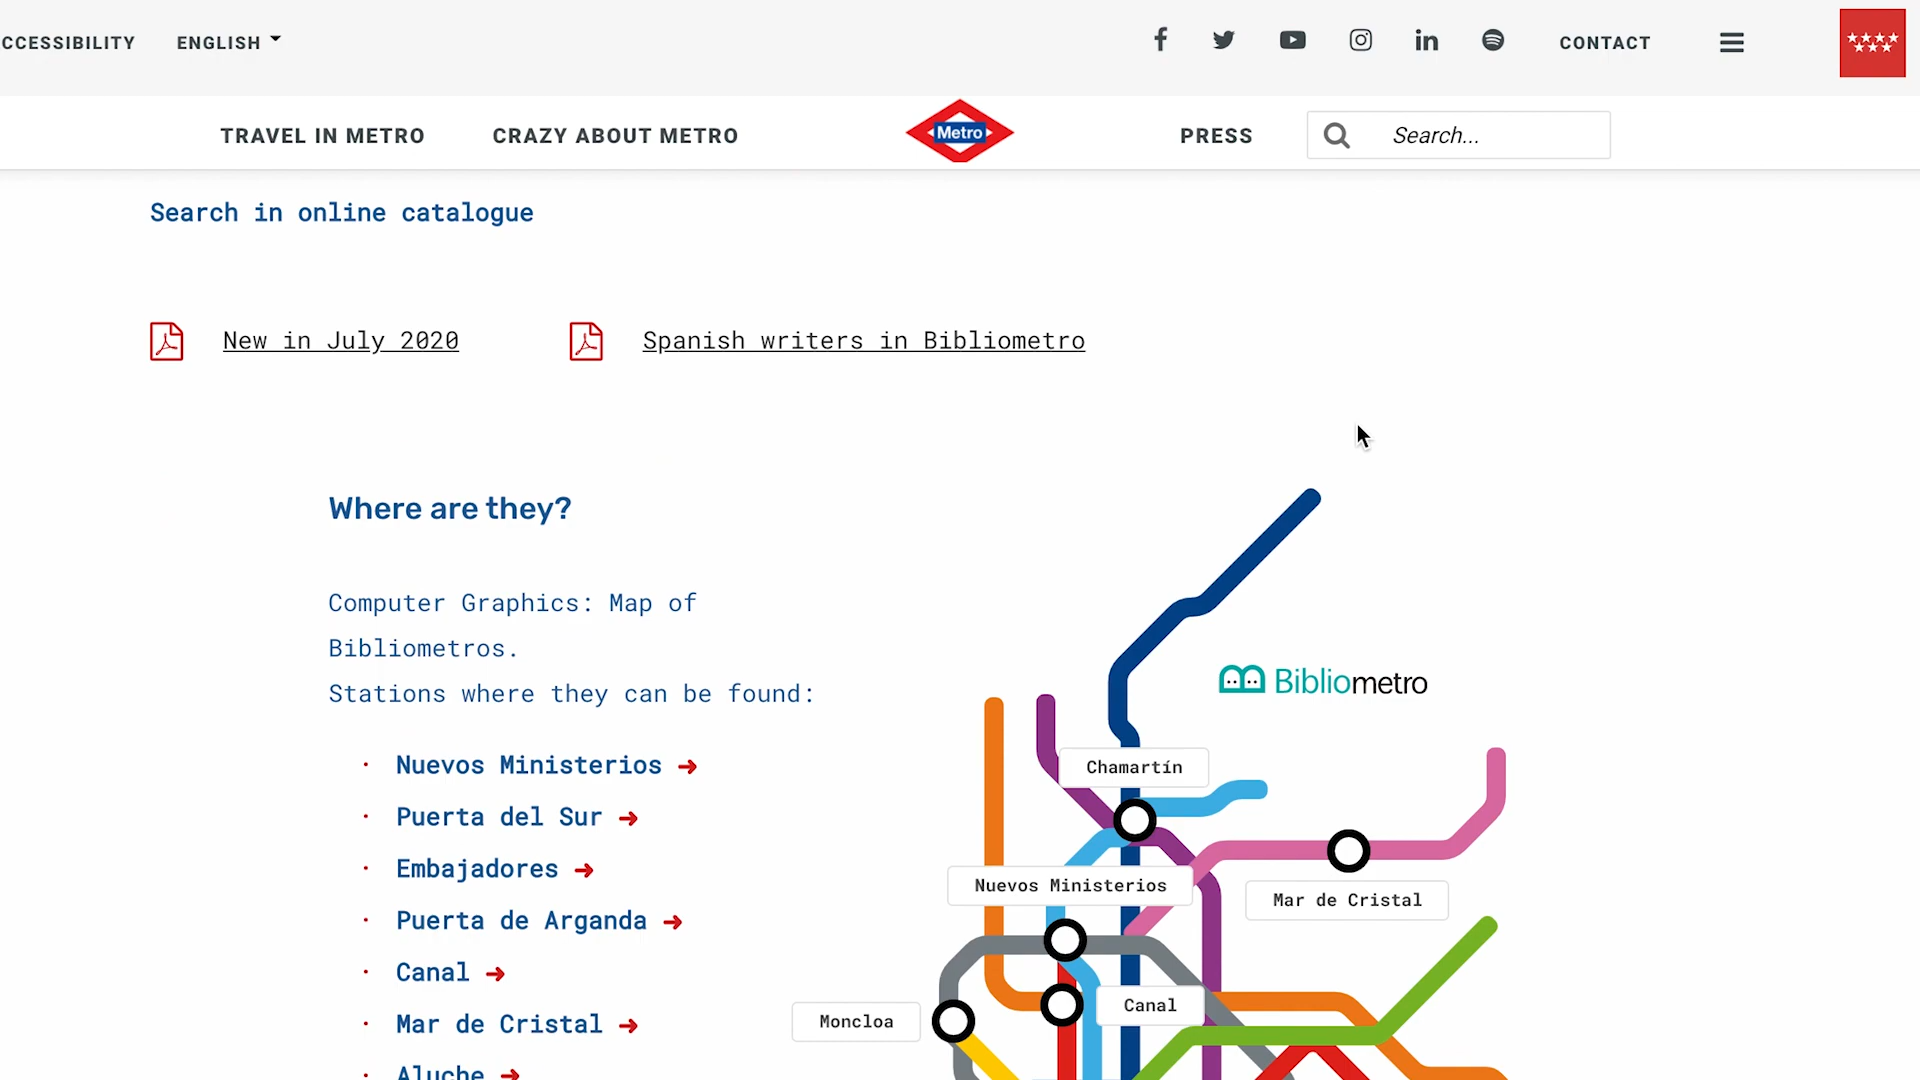 CCESSIBILITY ENGLISH CONTACT
TRAVEL IN METRO CRAZY ABOUT METRO Metro PRESS Search...
Search in online catalogue
New in July 2020 Spanish writers in Bibliometro
Where are they?
Computer Graphics: Map of
Bibliometros.
Stations where they can be found:
· Nuevos Ministerios
· Puerta del Sur
· Embajadores
· Puerta de Arganda
· Canal
· Mar de Cristal
· Aluche
Bibliometro
Chamartín
Nuevos Ministerios
Mar de Cristal
Canal
Moncloa